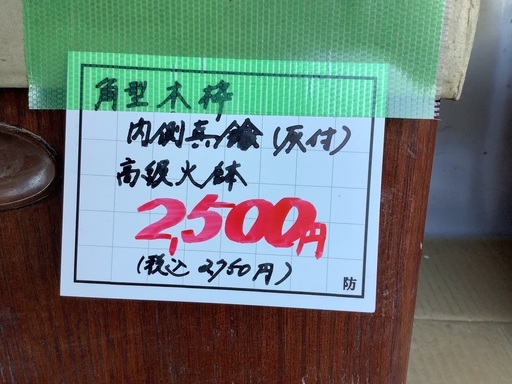 角型木枠
内側真鍮(灰付)
高級火鉢
2,500円
(税込 2,750円)
防